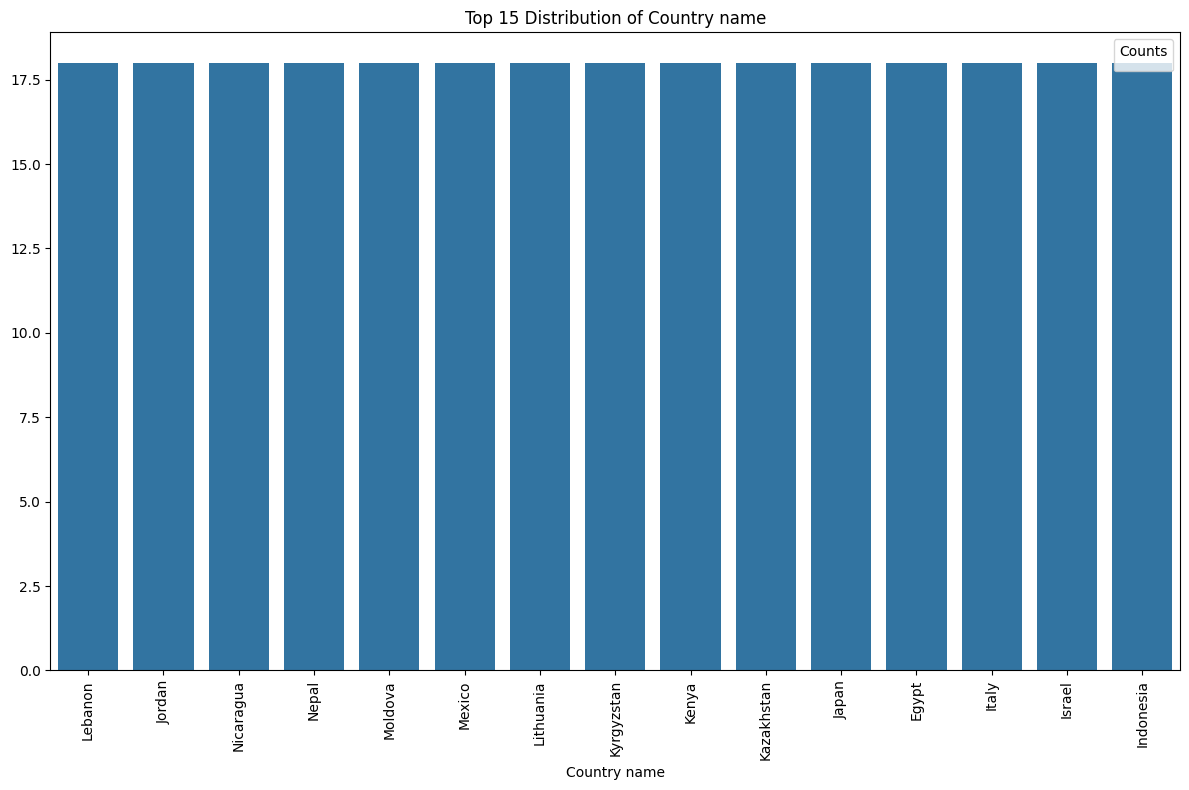 Top 15 Distribution of Country name
Counts
17.5
15.0
12.5
10.0
7.5
5.0
2.5
0.0
Lebanon
Jordan
Nicaragua
Nepal
Moldova
Mexico
Lithuania
Kyrgyzstan
Kenya
Kazakhstan
Japan
Egypt
Italy
Israel
Indonesia
Country name